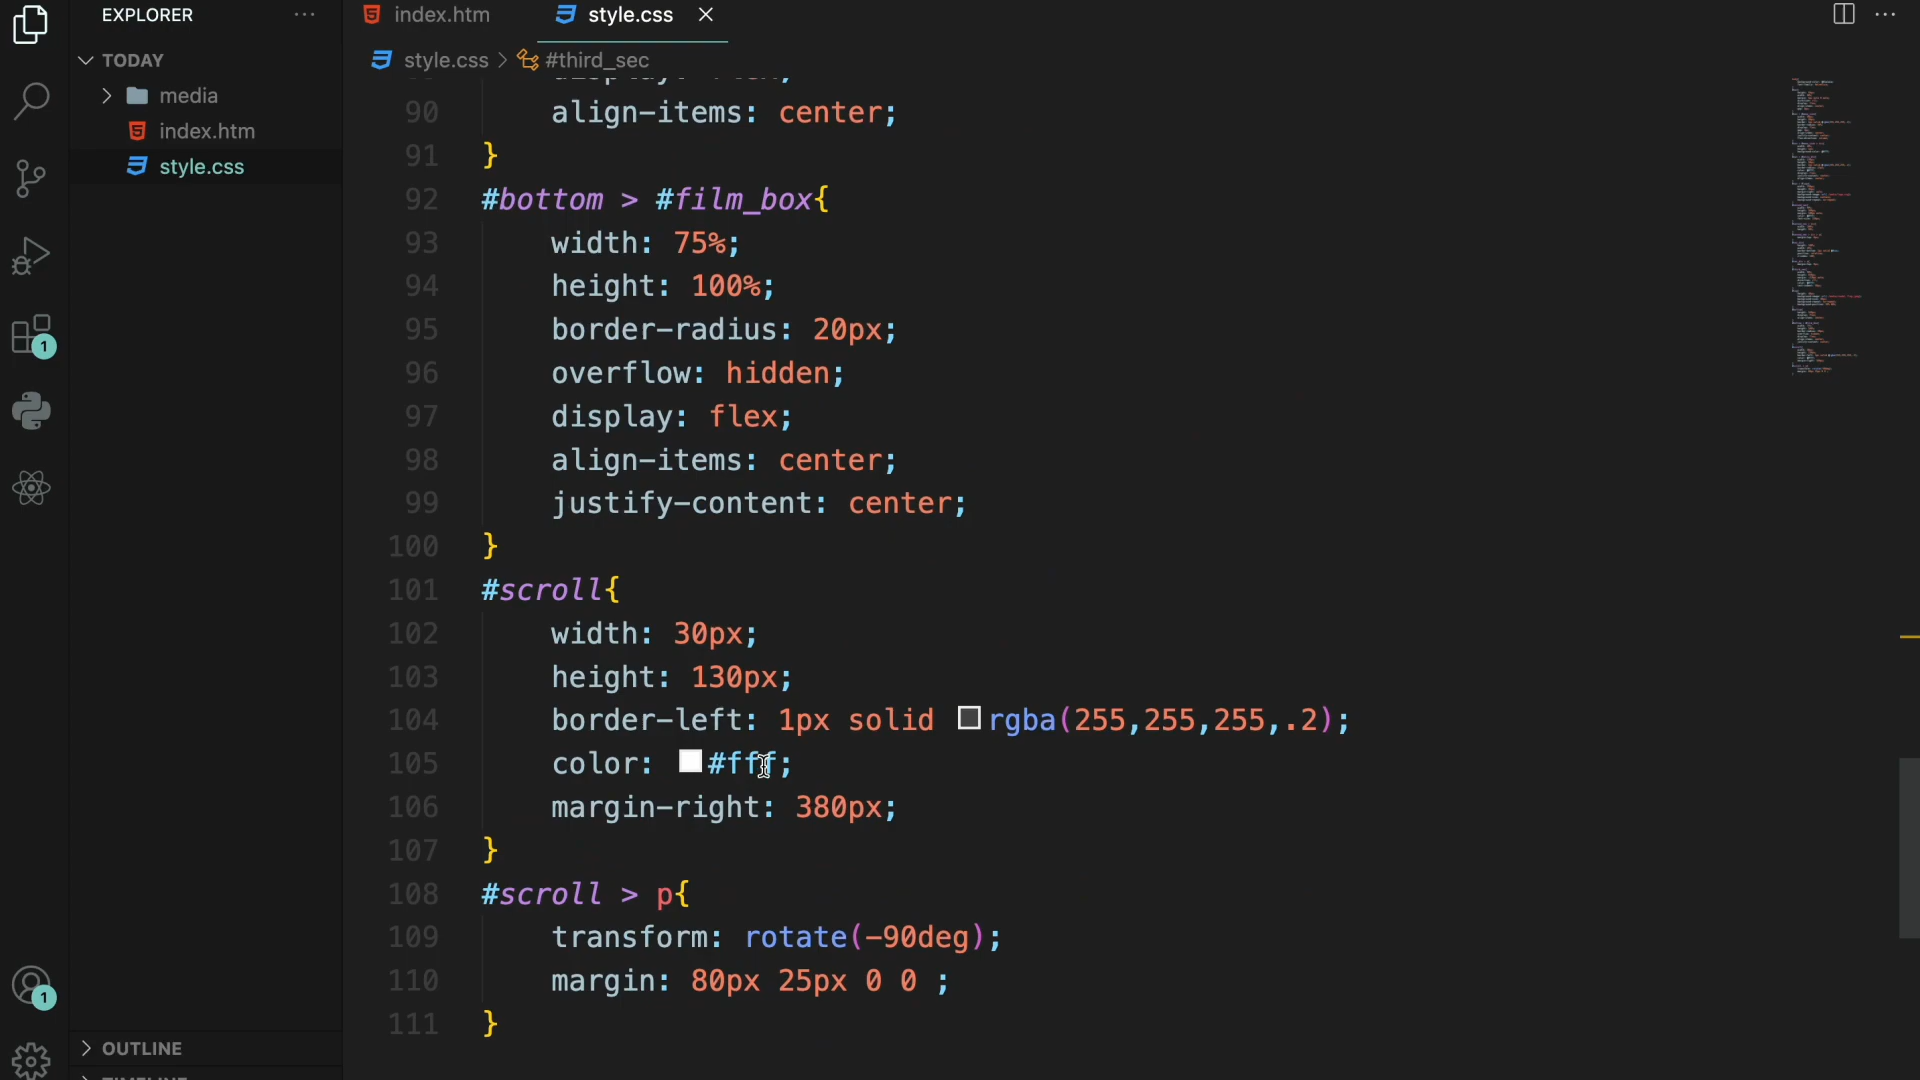 EXPLORER
TODAY
media
index.htm
style.css
OUTLINE
index.htm
style.css
style.css > #third_sec
90 align-items: center;
91 }
92 #bottom > #film_box{
93 width: 75%;
94 height: 100%;
95 border-radius: 20px;
96 overflow: hidden;
97 display: flex;
98 align-items: center;
99 justify-content: center;
100 }
101 #scroll{
102 width: 30px;
103 height: 130px;
104 border-left: 1px solid rgba(255,255,255,.2);
105 color: #fff;
106 margin-right: 380px;
107 }
108 #scroll > p{
109 transform: rotate(-90deg);
110 margin: 80px 25px 0 0 ;
111 }
1
1